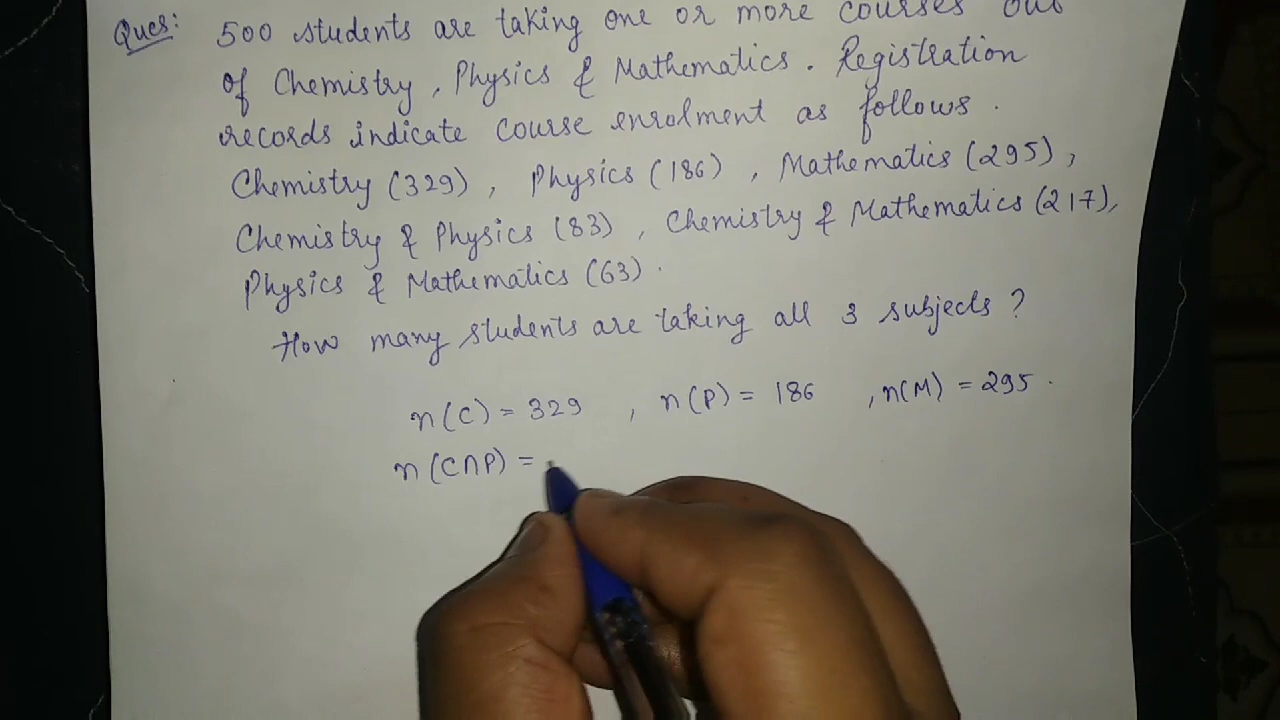 Ques: 500 students are taking one or more courses out
of Chemistry, Physics & Mathematics. Registration
records indicate course enrolment as follows.
Chemistry (329), Physics (186), Mathematics (295),
Chemistry & Physics (83), Chemistry & Mathematics (217),
Physics & Mathematics (63).
How many students are taking all 3 subjects?
n(C) = 329, n(P) = 186, n(M) = 295.
n(C∩P) =